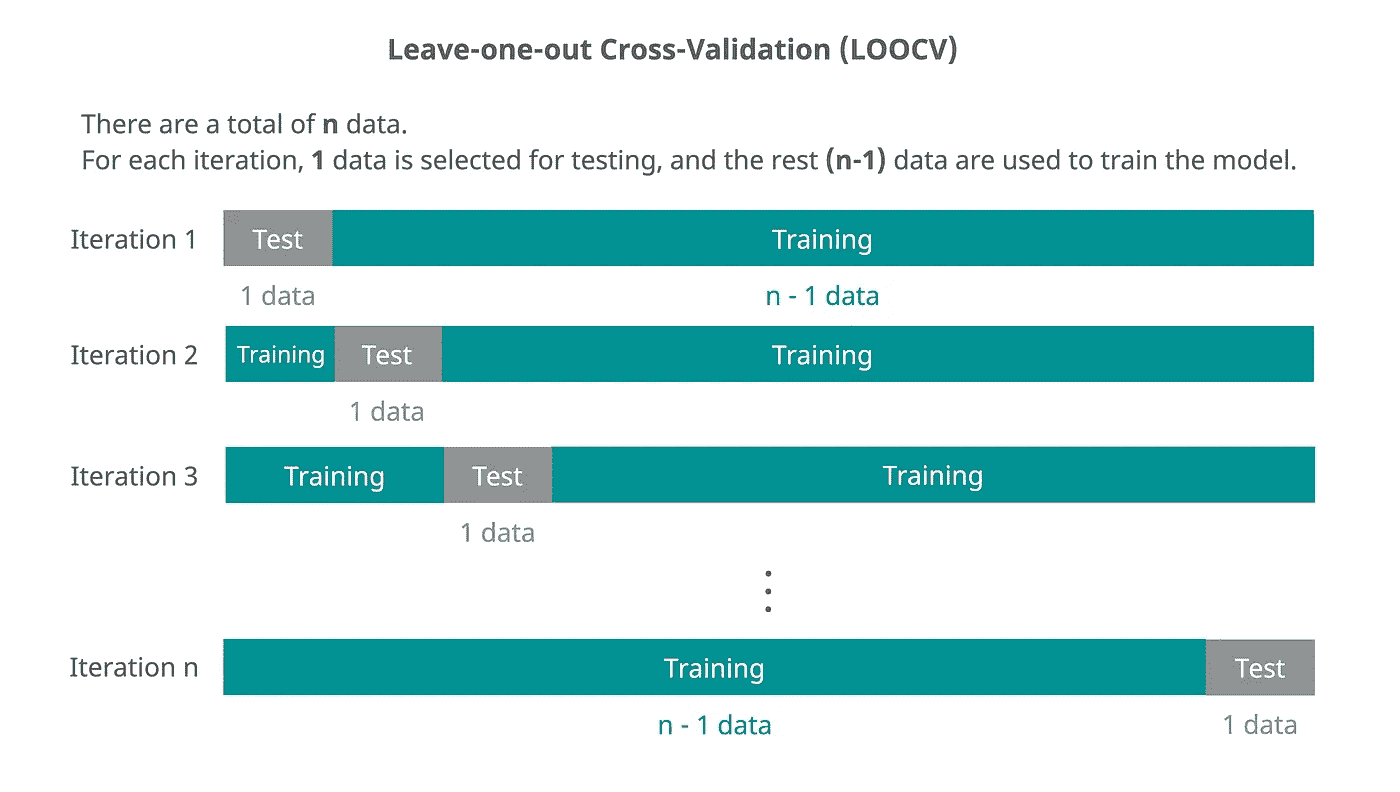 Leave-one-out Cross-Validation (LOOCV)
There are a total of n data.
For each iteration, 1 data is selected for testing, and the rest (n-1) data are used to train the model.
Iteration 1 Test Training
1 data n - 1 data
Iteration 2 Training Test Training
1 data
Iteration 3 Training Test Training
1 data
Iteration n Training Test
n - 1 data 1 data